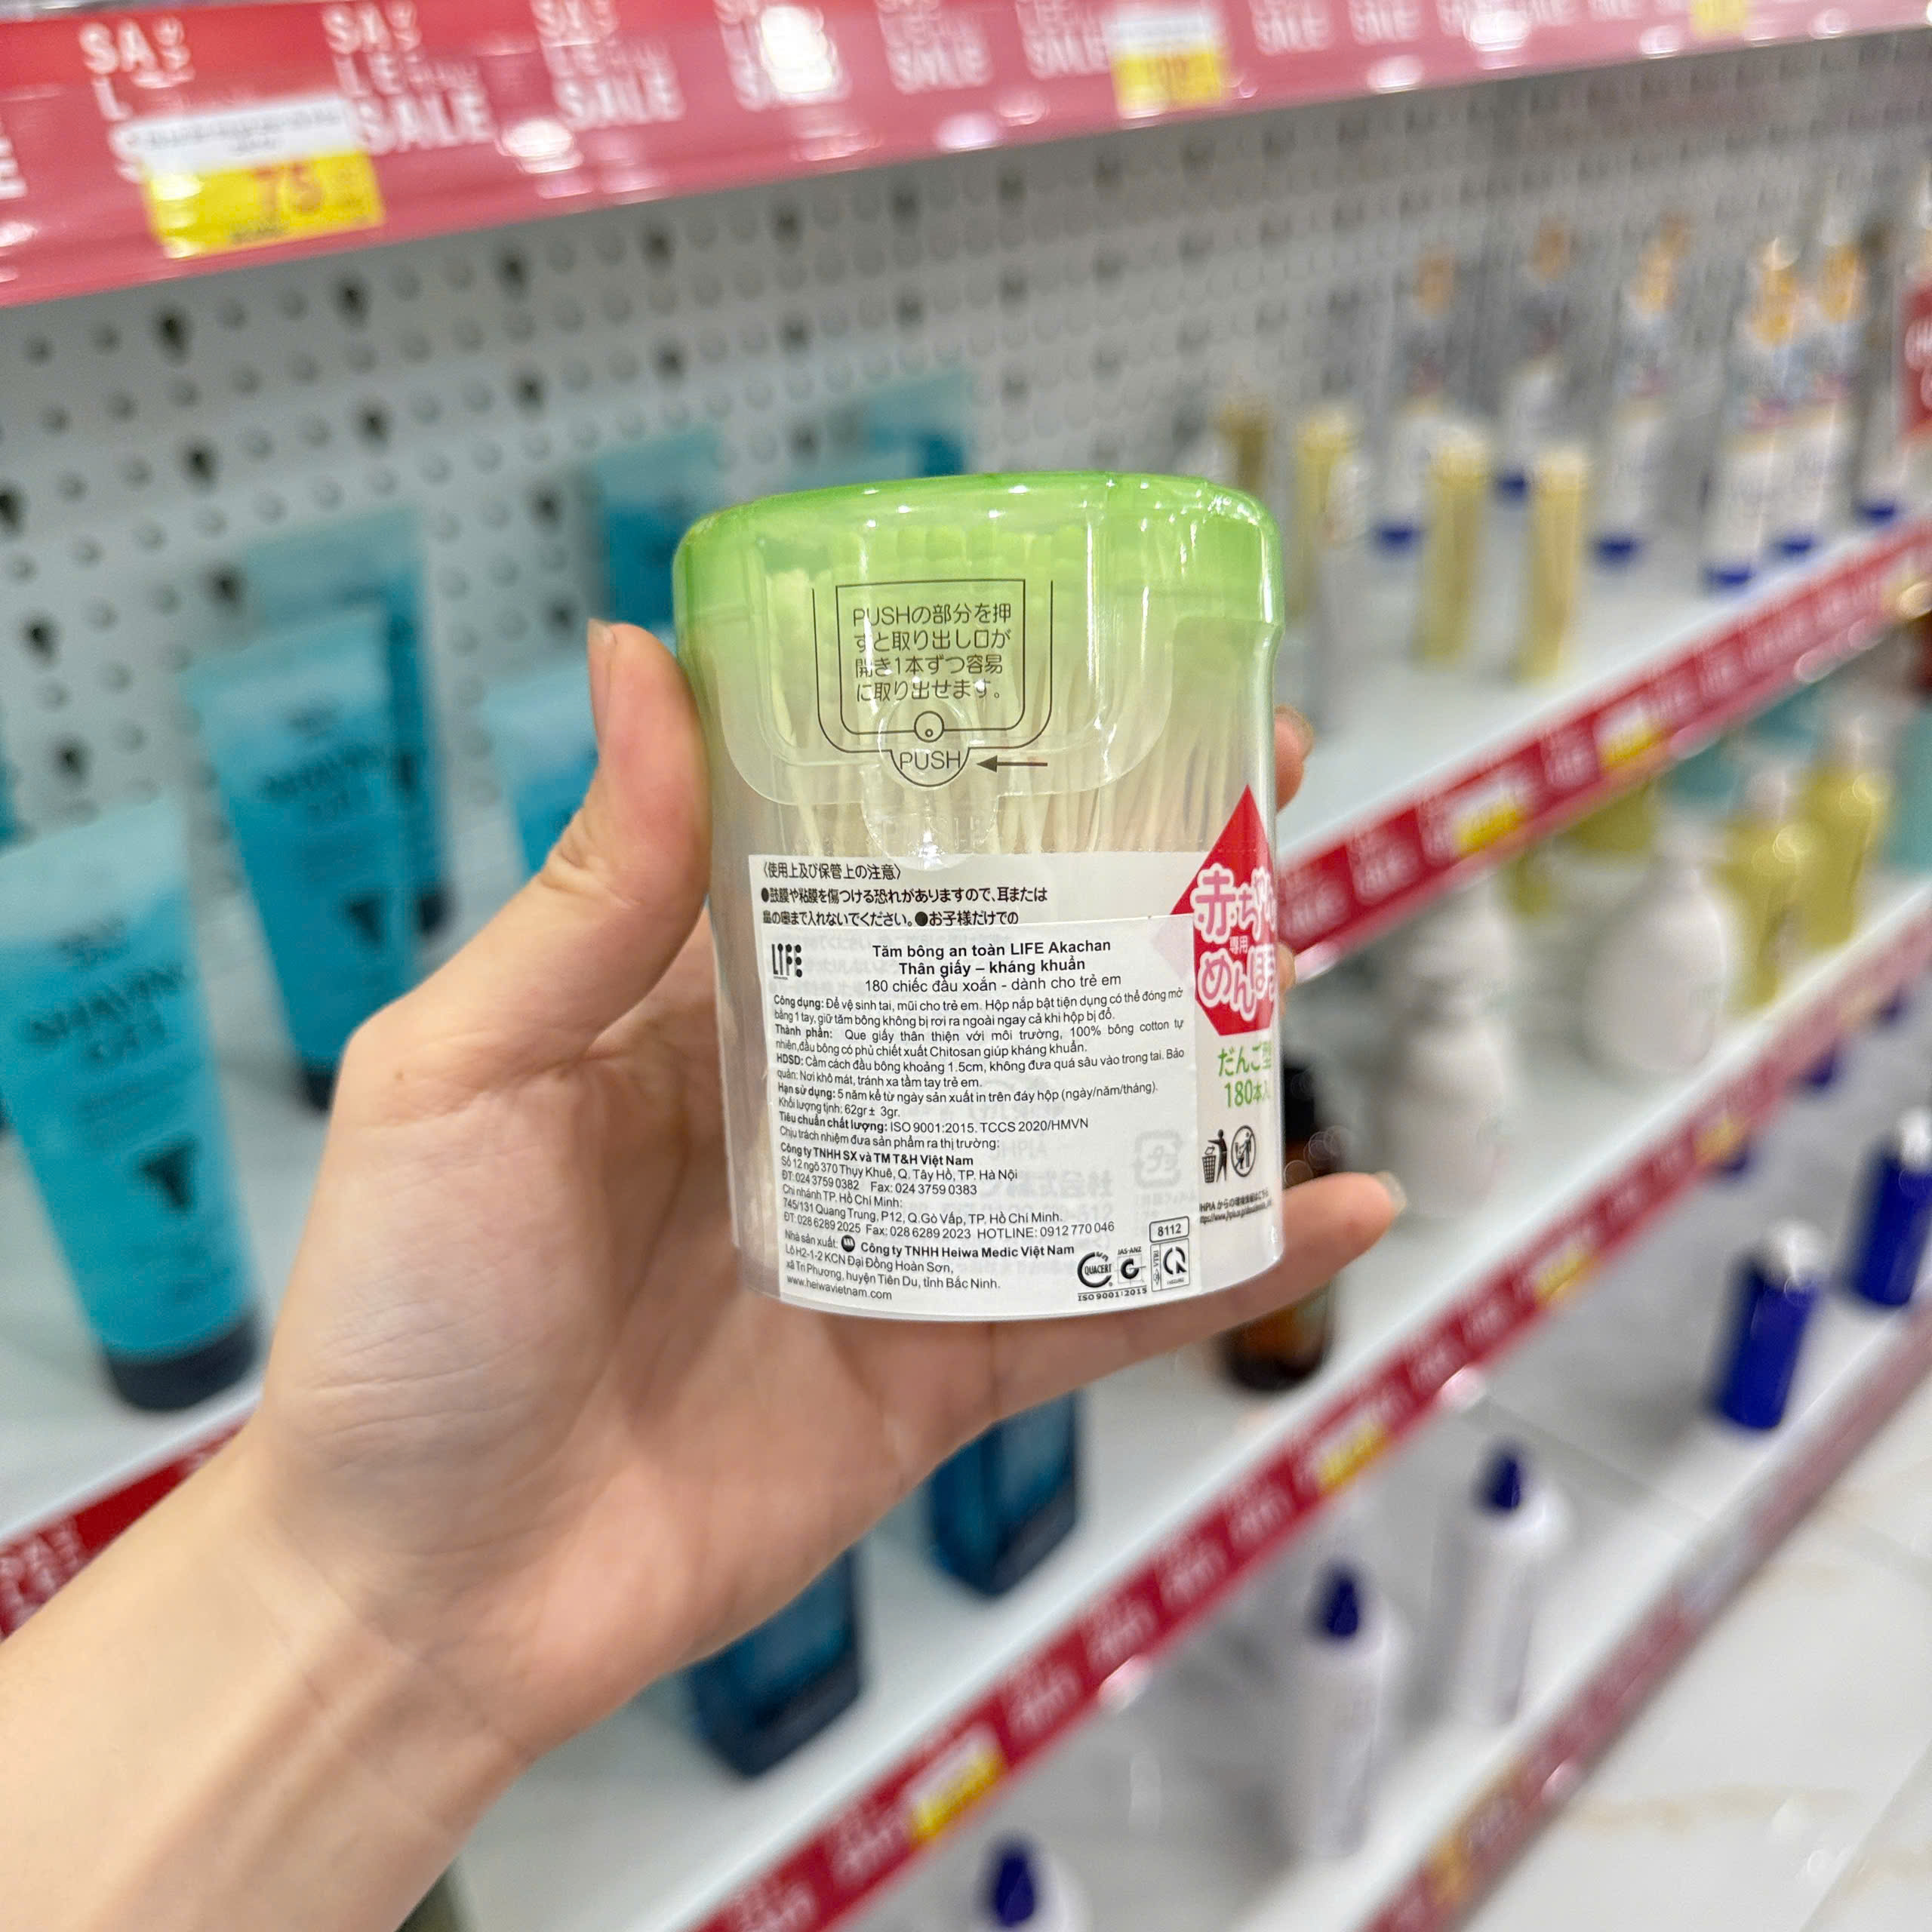 SALE
SALE
SALE
SALE
SALE
SALE
75
SHAVING
GEL
SHAVING
GEL
PUSHの部分を押
すと取り出し口が
開き1本ずつ容易
に取り出せます。
PUSH
〈使用上及び保管上の注意〉
●鼓膜や粘膜を傷つける恐れがありますので、耳または
鼻の奥まで入れないでください。●お子様だけでの
赤ち
専用
めん
だんご型
180本入
LIFE
Tăm bông an toàn LIFE Akachan
Thân giấy – kháng khuẩn
180 chiếc đầu xoắn - dành cho trẻ em
Công dụng: Để vệ sinh tai, mũi cho trẻ em. Hộp nắp bật tiện dụng có thể đóng mở
bằng 1 tay, giữ tăm bông không bị rơi ra ngoài ngay cả khi hộp bị đổ.
Thành phần: Que giấy thân thiện với môi trường, 100% bông cotton tự
nhiên,đầu bông có phủ chiết xuất Chitosan giúp kháng khuẩn.
HDSD: Cầm cách đầu bông khoảng 1.5cm, không đưa quá sâu vào trong tai. Bảo
quản: Nơi khô mát, tránh xa tầm tay trẻ em.
Hạn sử dụng: 5 năm kể từ ngày sản xuất in trên đáy hộp (ngày/năm/tháng).
Khối lượng tịnh: 62gr± 3gr.
Tiêu chuẩn chất lượng: ISO 9001:2015. TCCS 2020/HMVN
Chịu trách nhiệm đưa sản phẩm ra thị trường:
Công ty TNHH SX và TM T&H Việt Nam
Số 12 ngõ 370 Thụy Khuê, Q. Tây Hồ, TP. Hà Nội
ĐT: 024 3759 0382 Fax: 024 3759 0383
Chi nhánh TP. Hồ Chí Minh:
745/131 Quang Trung, P12, Q.Gò Vấp, TP. Hồ Chí Minh.
ĐT: 028 6289 2025 Fax: 028 6289 2023 HOTLINE: 0912 770 046
Nhà sản xuất: Công ty TNHH Heiwa Medic Việt Nam
Lô H2-1-2 KCN Đại Đồng Hoàn Sơn,
xã Tri Phương, huyện Tiên Du, tỉnh Bắc Ninh.
www.heiwavietnam.com
8112
QUACERT
JAS-ANZ
ISO 9001:2015